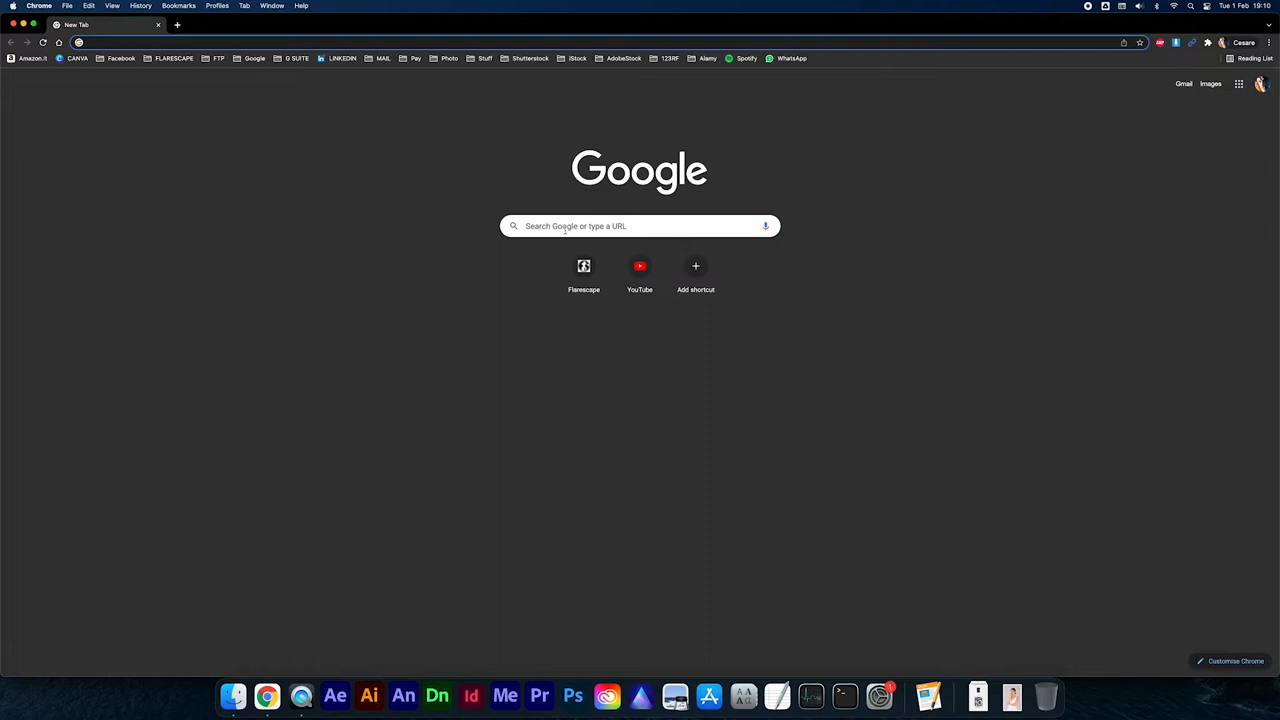 Chrome File Edit View History Bookmarks Profiles Tab Window Help Tue 1 Feb 19:10
New Tab
Cesare
Amazon.it CANVA Facebook FLARESCAPE FTP Google G SUITE LINKEDIN MAIL Pay Photo Stuff Shutterstock iStock AdobeStock 123RF Alamy Spotify WhatsApp Reading List
Gmail Images
Google
Search Google or type a URL
Flarescape YouTube Add shortcut
Customise Chrome
Ae Ai An Dn Id Me Pr Ps 1